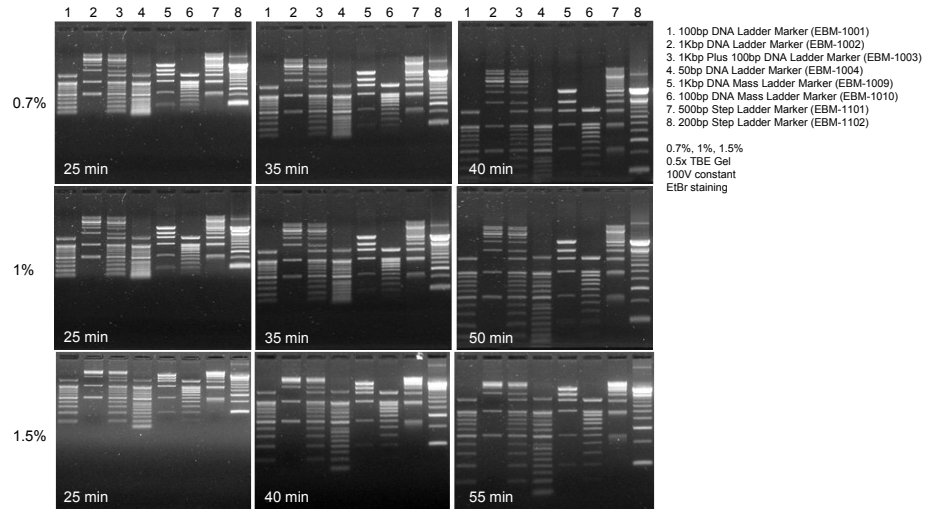 1 2 3 4 5 6 7 8
1 2 3 4 5 6 7 8
1 2 3 4 5 6 7 8
1. 100bp DNA Ladder Marker (EBM-1001)
2. 1Kbp DNA Ladder Marker (EBM-1002)
3. 1Kbp Plus 100bp DNA Ladder Marker (EBM-1003)
4. 50bp DNA Ladder Marker (EBM-1004)
5. 1Kbp DNA Mass Ladder Marker (EBM-1009)
6. 100bp DNA Mass Ladder Marker (EBM-1010)
7. 500bp Step Ladder Marker (EBM-1101)
8. 200bp Step Ladder Marker (EBM-1102)
0.7%, 1%, 1.5%
0.5x TBE Gel
100V constant
EtBr staining
0.7%
25 min
35 min
40 min
1%
25 min
35 min
50 min
1.5%
25 min
40 min
55 min